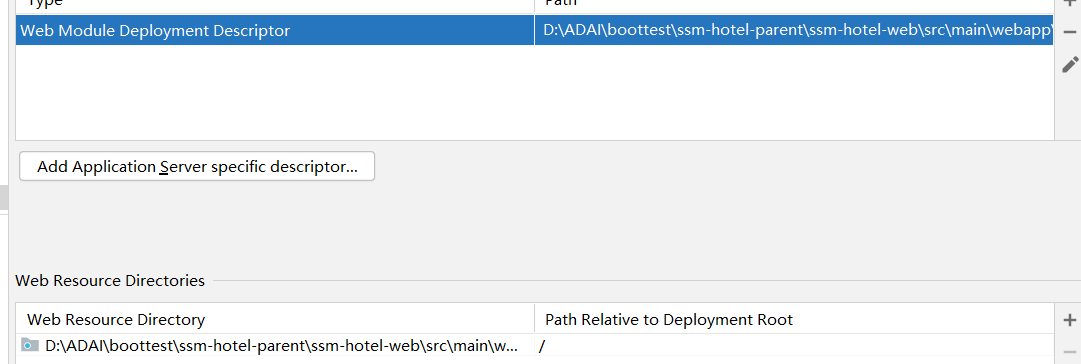 Type Path
Web Module Deployment Descriptor D:\ADAI\boottest\ssm-hotel-parent\ssm-hotel-web\src\main\webapp\
Add Application Server specific descriptor...
Web Resource Directories
Web Resource Directory Path Relative to Deployment Root
D:\ADAI\boottest\ssm-hotel-parent\ssm-hotel-web\src\main\w... /